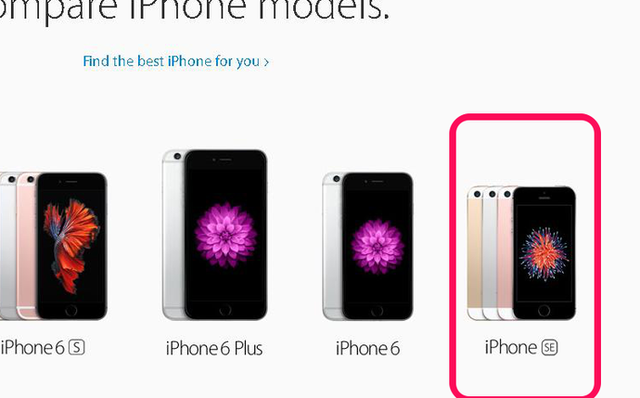 ompare iPhone models.
Find the best iPhone for you >
iPhone 6 S
iPhone 6 Plus
iPhone 6
iPhone SE